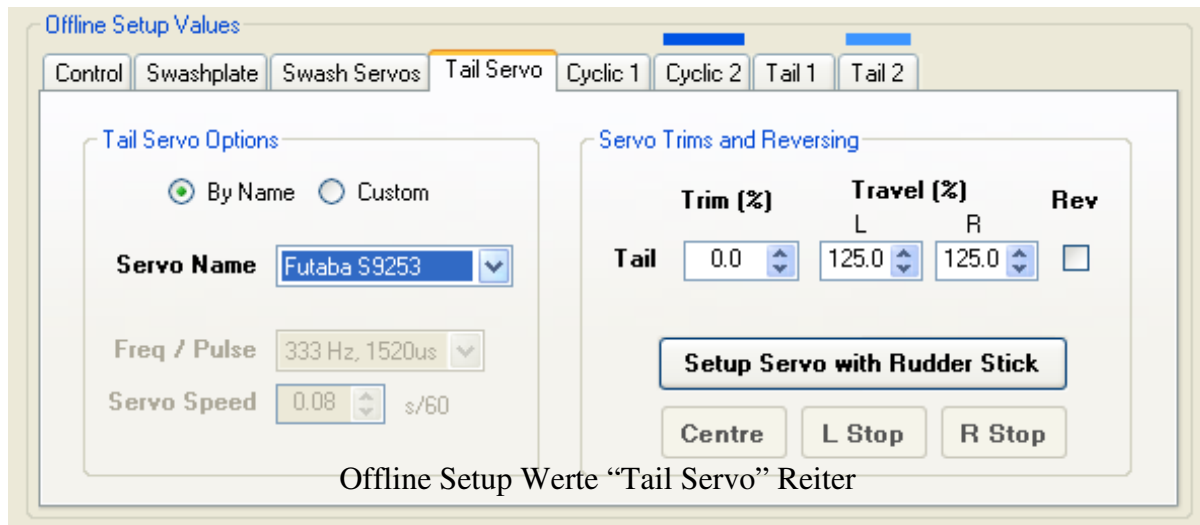 Offline Setup Values
Control Swashplate Swash Servos Tail Servo Cyclic 1 Cyclic 2 Tail 1 Tail 2
Tail Servo Options
By Name Custom
Servo Name Futaba S9253
Freq / Pulse 333 Hz, 1520us
Servo Speed 0.08 s/60
Servo Trims and Reversing
Trim (%) Travel (%) Rev
L R
Tail 0.0 125.0 125.0
Setup Servo with Rudder Stick
Centre L Stop R Stop
Offline Setup Werte “Tail Servo” Reiter